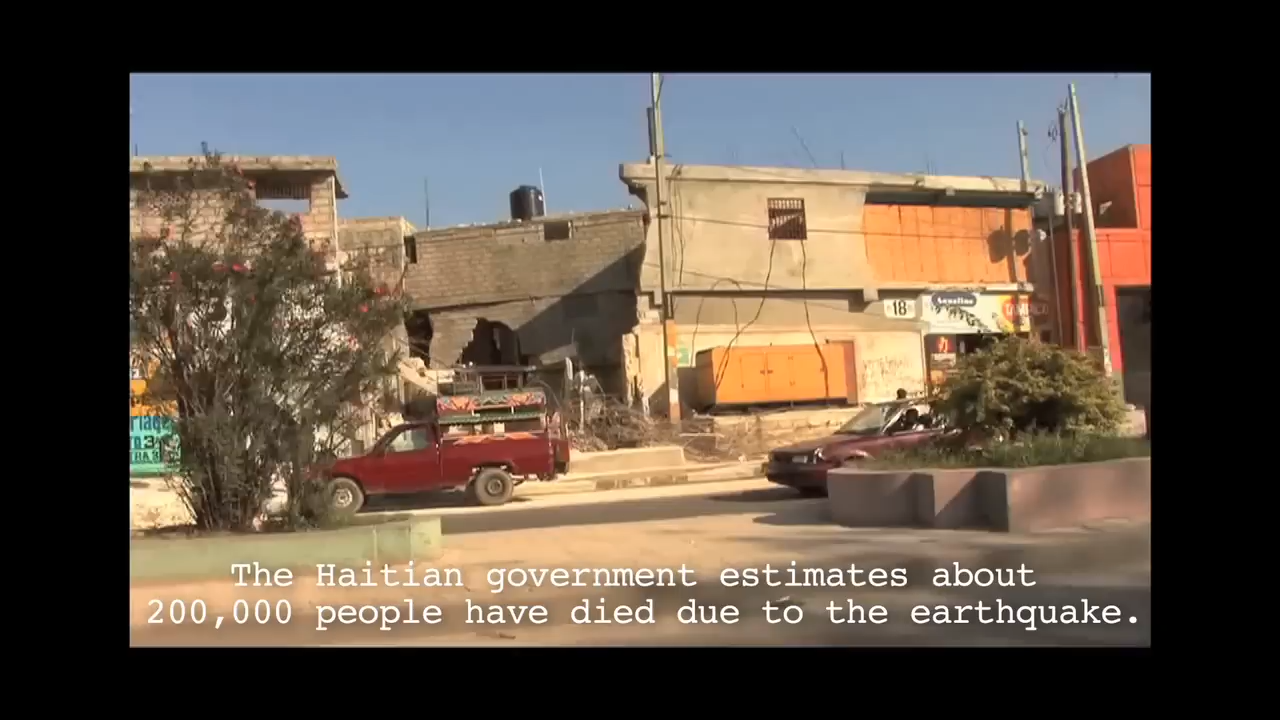 18
The Haitian government estimates about
200,000 people have died due to the earthquake.